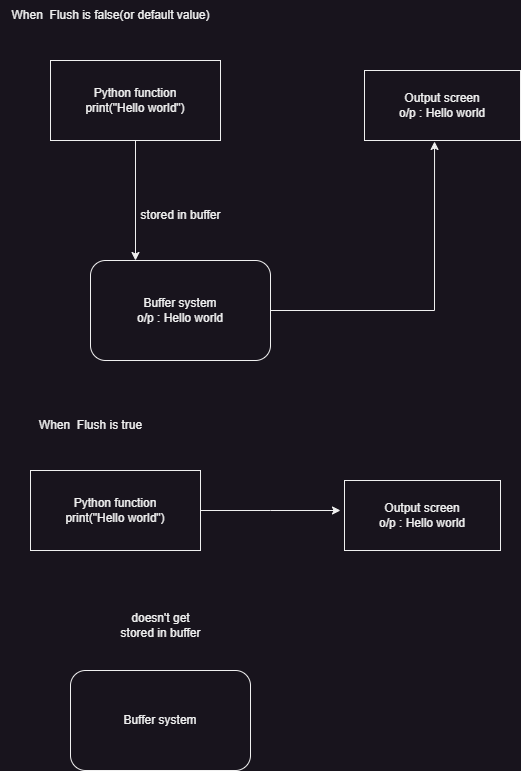 When  Flush is false(or default value)
Python function
print("Hello world")
Output screen
o/p : Hello world
stored in buffer
Buffer system
o/p : Hello world
When  Flush is true
Python function
print("Hello world")
Output screen
o/p : Hello world
doesn't get
stored in buffer
Buffer system